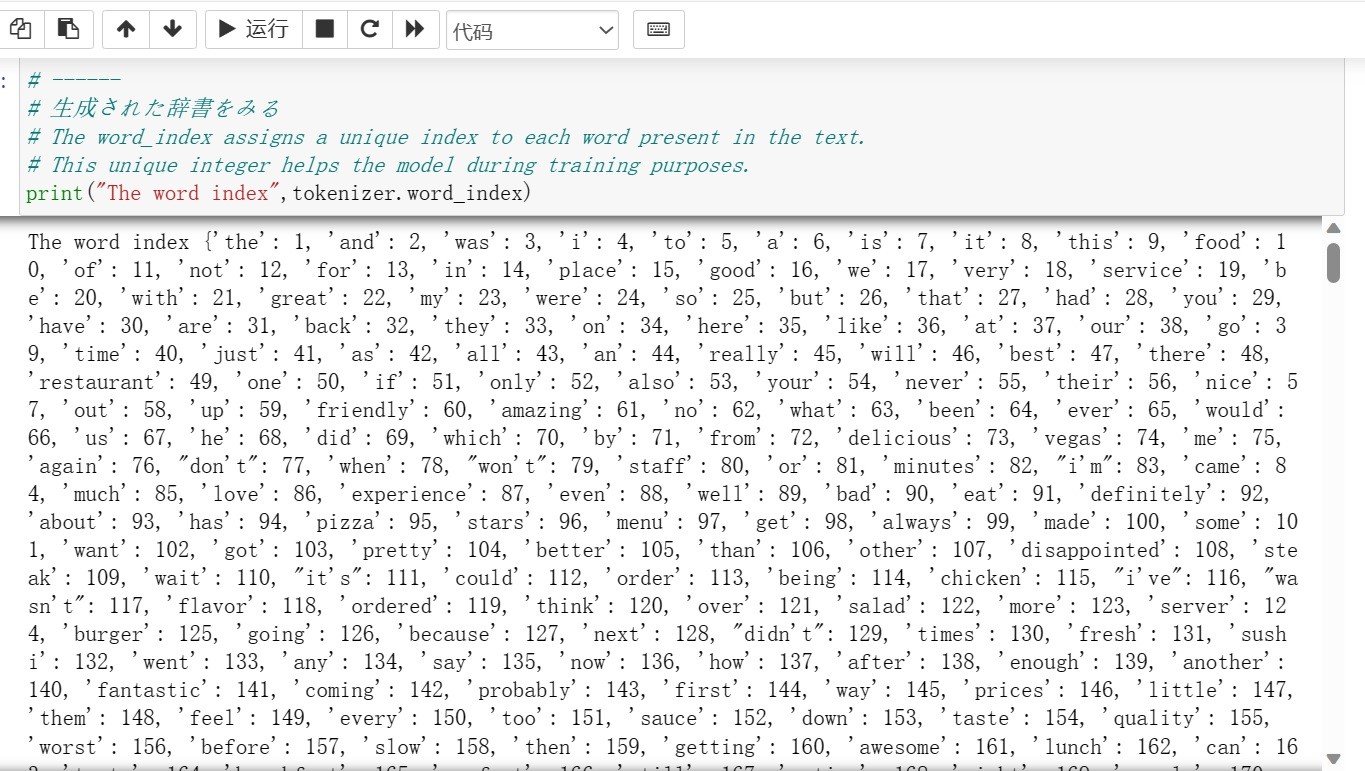 运行
代码
:
# ------
# 生成された辞書をみる
# The word_index assigns a unique index to each word present in the text.
# This unique integer helps the model during training purposes.
print("The word index",tokenizer.word_index)
The word index {'the': 1, 'and': 2, 'was': 3, 'i': 4, 'to': 5, 'a': 6, 'is': 7, 'it': 8, 'this': 9, 'food': 1
0, 'of': 11, 'not': 12, 'for': 13, 'in': 14, 'place': 15, 'good': 16, 'we': 17, 'very': 18, 'service': 19, 'b
e': 20, 'with': 21, 'great': 22, 'my': 23, 'were': 24, 'so': 25, 'but': 26, 'that': 27, 'had': 28, 'you': 29,
'have': 30, 'are': 31, 'back': 32, 'they': 33, 'on': 34, 'here': 35, 'like': 36, 'at': 37, 'our': 38, 'go': 3
9, 'time': 40, 'just': 41, 'as': 42, 'all': 43, 'an': 44, 'really': 45, 'will': 46, 'best': 47, 'there': 48,
'restaurant': 49, 'one': 50, 'if': 51, 'only': 52, 'also': 53, 'your': 54, 'never': 55, 'their': 56, 'nice': 5
7, 'out': 58, 'up': 59, 'friendly': 60, 'amazing': 61, 'no': 62, 'what': 63, 'been': 64, 'ever': 65, 'would':
66, 'us': 67, 'he': 68, 'did': 69, 'which': 70, 'by': 71, 'from': 72, 'delicious': 73, 'vegas': 74, 'me': 75,
'again': 76, "don't": 77, 'when': 78, "won't": 79, 'staff': 80, 'or': 81, 'minutes': 82, "i'm": 83, 'came': 8
4, 'much': 85, 'love': 86, 'experience': 87, 'even': 88, 'well': 89, 'bad': 90, 'eat': 91, 'definitely': 92,
'about': 93, 'has': 94, 'pizza': 95, 'stars': 96, 'menu': 97, 'get': 98, 'always': 99, 'made': 100, 'some': 10
1, 'want': 102, 'got': 103, 'pretty': 104, 'better': 105, 'than': 106, 'other': 107, 'disappointed': 108, 'ste
ak': 109, 'wait': 110, "it's": 111, 'could': 112, 'order': 113, 'being': 114, 'chicken': 115, "i've": 116, "wa
sn't": 117, 'flavor': 118, 'ordered': 119, 'think': 120, 'over': 121, 'salad': 122, 'more': 123, 'server': 12
4, 'burger': 125, 'going': 126, 'because': 127, 'next': 128, "didn't": 129, 'times': 130, 'fresh': 131, 'sush
i': 132, 'went': 133, 'any': 134, 'say': 135, 'now': 136, 'how': 137, 'after': 138, 'enough': 139, 'another':
140, 'fantastic': 141, 'coming': 142, 'probably': 143, 'first': 144, 'way': 145, 'prices': 146, 'little': 147,
'them': 148, 'feel': 149, 'every': 150, 'too': 151, 'sauce': 152, 'down': 153, 'taste': 154, 'quality': 155,
'worst': 156, 'before': 157, 'slow': 158, 'then': 159, 'getting': 160, 'awesome': 161, 'lunch': 162, 'can': 16